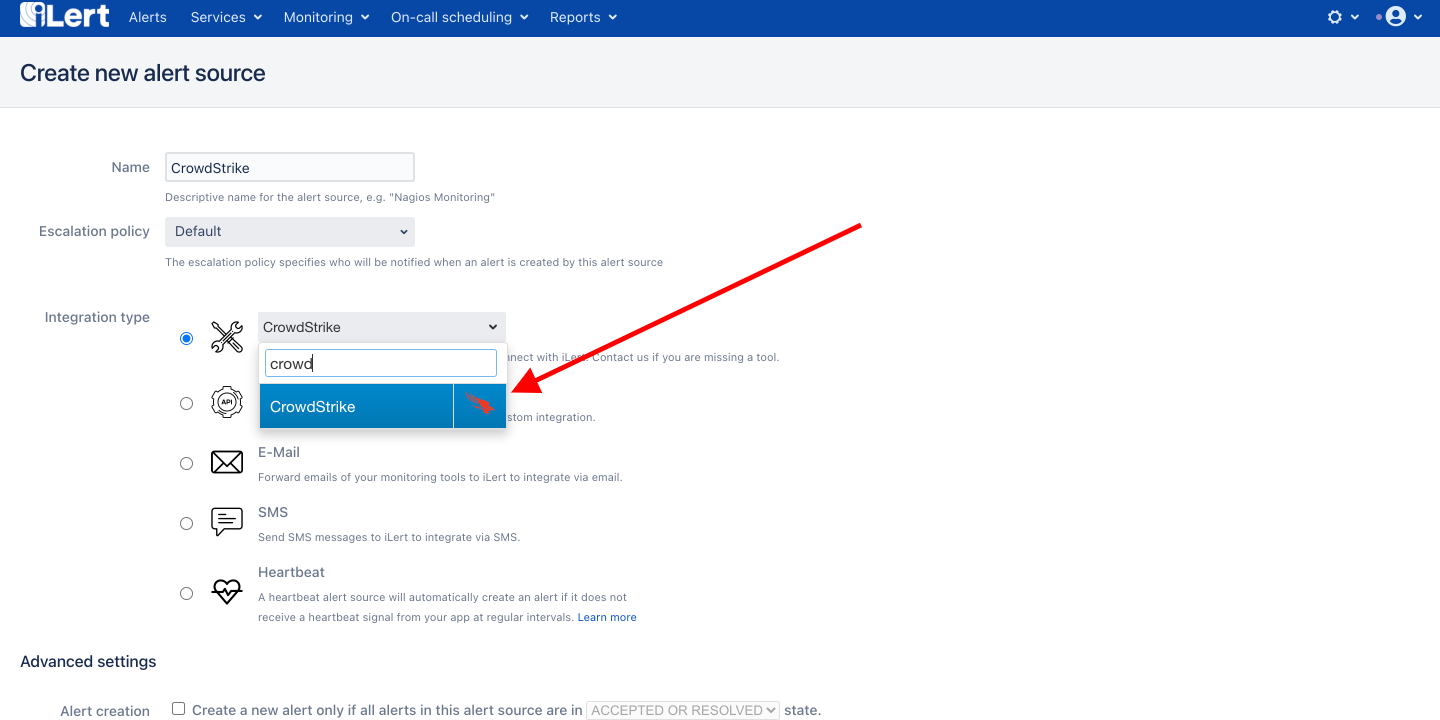 iLert Alerts Services Monitoring On-call scheduling Reports
Create new alert source
Name CrowdStrike
Descriptive name for the alert source, e.g. "Nagios Monitoring"
Escalation policy Default
The escalation policy specifies who will be notified when an alert is created by this alert source
Integration type CrowdStrike
nnect with iLert. Contact us if you are missing a tool.
crowd
CrowdStrike
API
stom integration.
E-Mail
Forward emails of your monitoring tools to iLert to integrate via email.
SMS
Send SMS messages to iLert to integrate via SMS.
Heartbeat
A heartbeat alert source will automatically create an alert if it does not
receive a heartbeat signal from your app at regular intervals. Learn more
Advanced settings
Alert creation Create a new alert only if all alerts in this alert source are in ACCEPTED OR RESOLVED state.